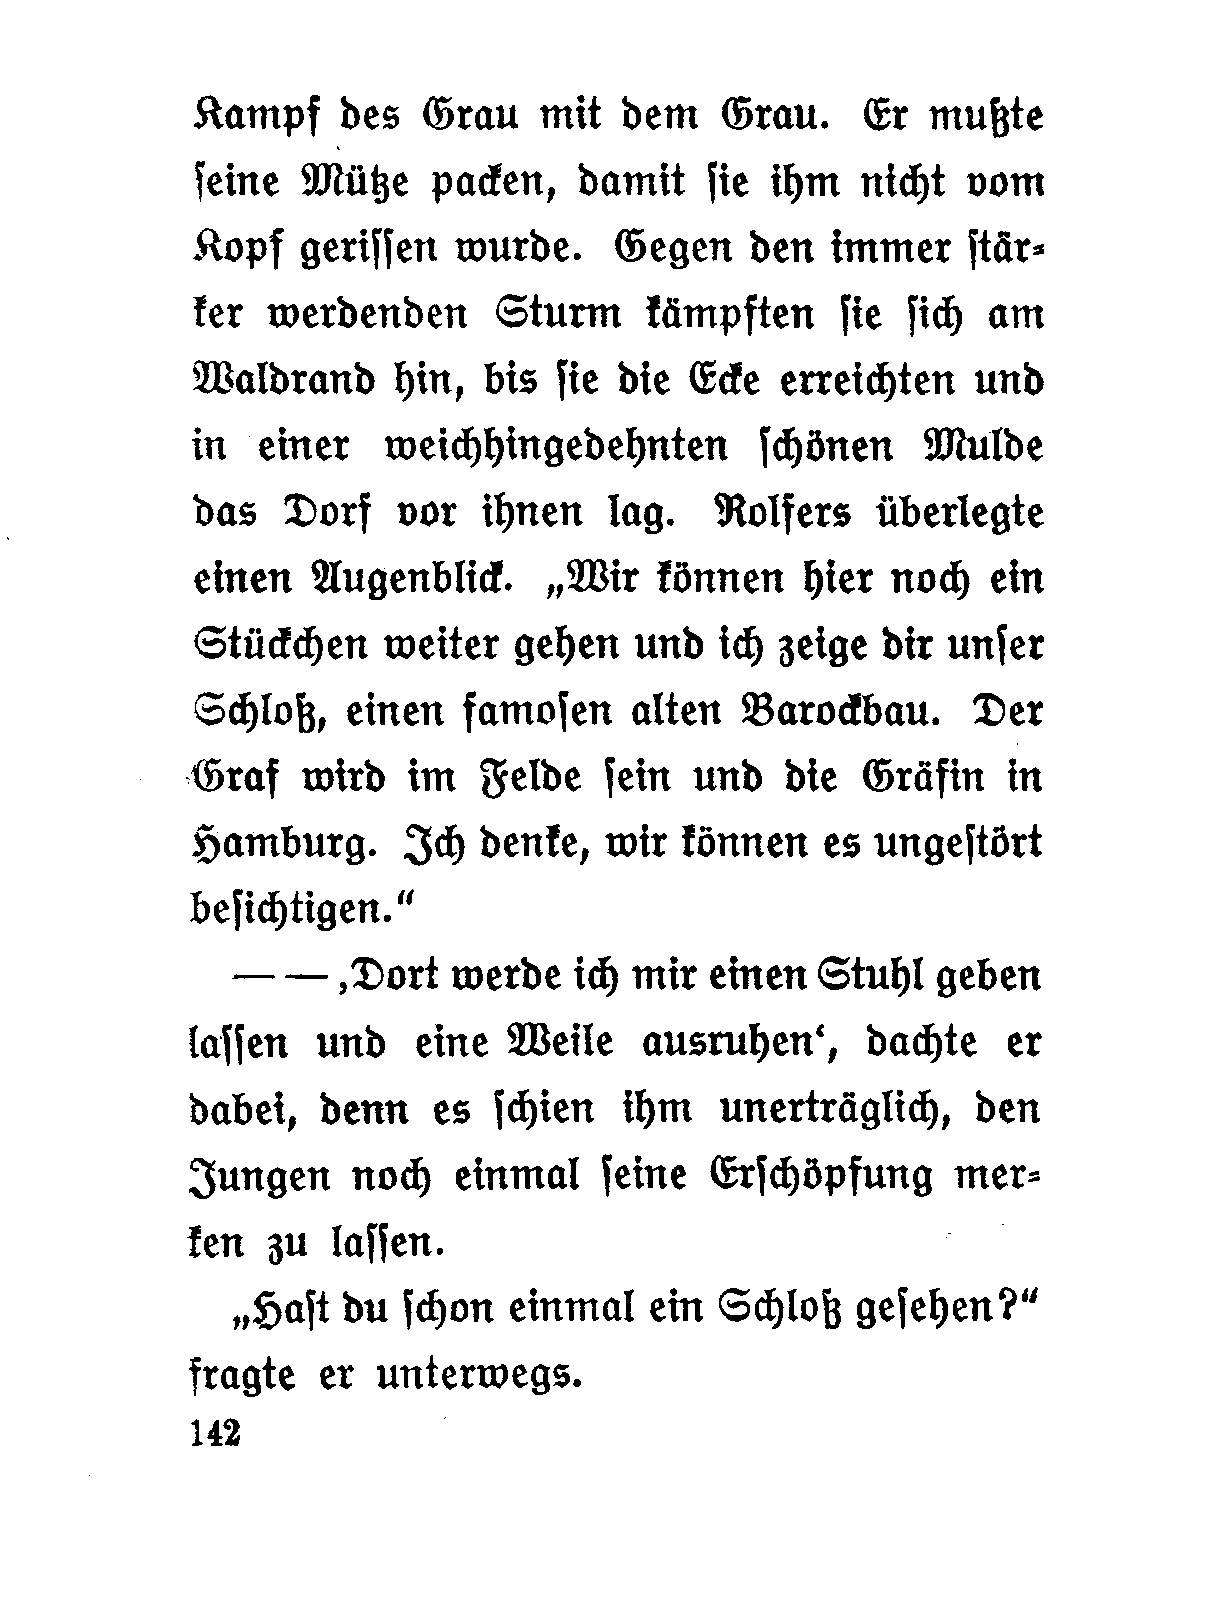 Kampf des Grau mit dem Grau. Er mußte
ſeine Mütze packen, damit ſie ihm nicht vom
Kopf geriſſen wurde. Gegen den immer ſtär⸗
ker werdenden Sturm kämpften ſie ſich am
Waldrand hin, bis ſie die Ecke erreichten und
in einer weichhingedehnten ſchönen Mulde
das Dorf vor ihnen lag. Rolfers überlegte
einen Augenblick. „Wir können hier noch ein
Stückchen weiter gehen und ich zeige dir unſer
Schloß, einen famoſen alten Barockbau. Der
Graf wird im Felde ſein und die Gräfin in
Hamburg. Ich denke, wir können es ungeſtört
beſichtigen.“
— — ‚Dort werde ich mir einen Stuhl geben
laſſen und eine Weile ausruhen‘, dachte er
dabei, denn es ſchien ihm unerträglich, den
Jungen noch einmal ſeine Erſchöpfung mer⸗
ken zu laſſen.
„Haſt du ſchon einmal ein Schloß geſehen?“
fragte er unterwegs.
142